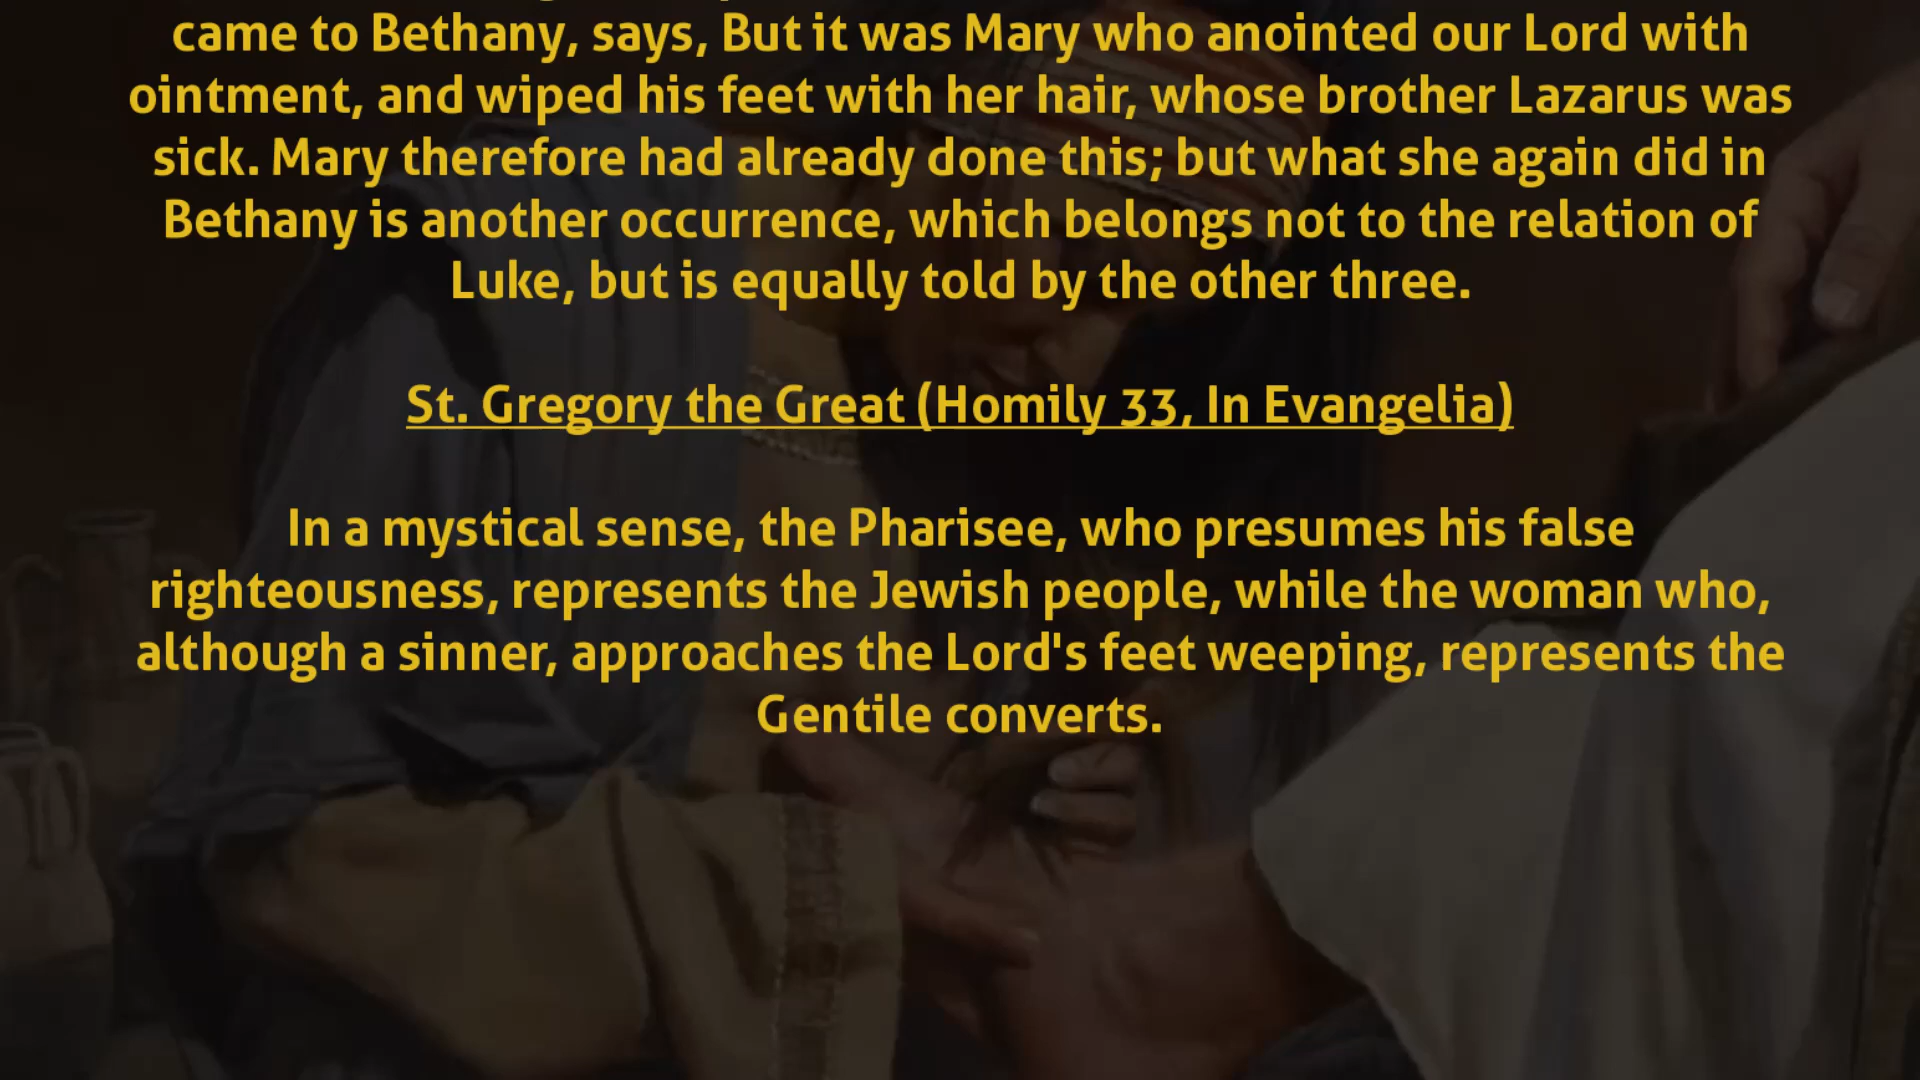 came to Bethany, says, But it was Mary who anointed our Lord with
ointment, and wiped his feet with her hair, whose brother Lazarus was
sick. Mary therefore had already done this; but what she again did in
Bethany is another occurrence, which belongs not to the relation of
Luke, but is equally told by the other three.
St. Gregory the Great (Homily 33, In Evangelia)
In a mystical sense, the Pharisee, who presumes his false
righteousness, represents the Jewish people, while the woman who,
although a sinner, approaches the Lord's feet weeping, represents the
Gentile converts.